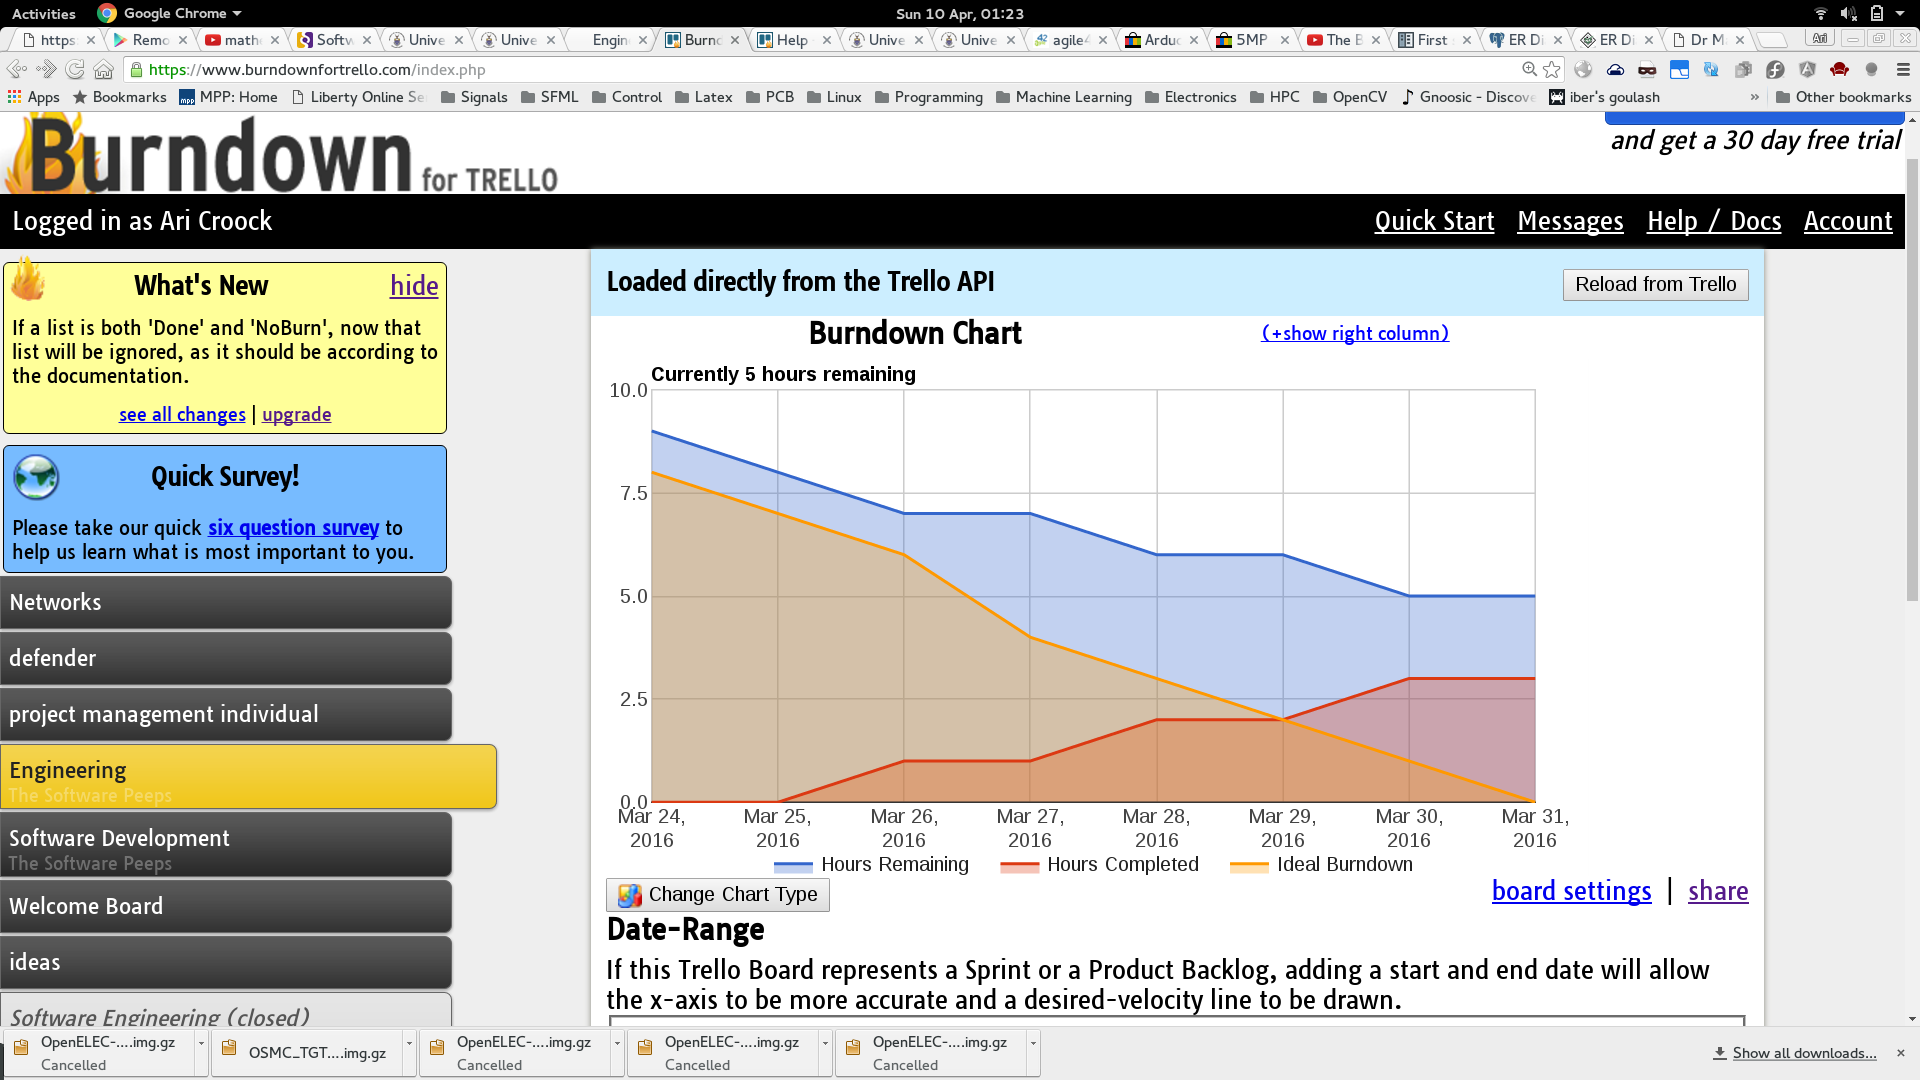 Activities Google Chrome Sun 10 Apr, 01:23
https: Remo mathe Softw Unive Unive Engin Burnd Help Unive Unive agile4 Arduc 5MP The B First ER Di ER Di Dr M Ari
https://www.burndownfortrello.com/index.php
Apps Bookmarks MPP: Home Liberty Online Se Signals SFML Control Latex PCB Linux Programming Machine Learning Electronics HPC OpenCV Gnoosic - Discove iber's goulash » Other bookmarks
Burndown for TRELLO
and get a 30 day free trial
Logged in as Ari Croock Quick Start Messages Help / Docs Account
What's New hide
If a list is both 'Done' and 'NoBurn', now that
list will be ignored, as it should be according to
the documentation.
see all changes | upgrade
Quick Survey!
Please take our quick six question survey to
help us learn what is most important to you.
Networks
defender
project management individual
Engineering
The Software Peeps
Software Development
The Software Peeps
Welcome Board
ideas
Software Engineering (closed)
Loaded directly from the Trello API Reload from Trello
Burndown Chart (+show right column)
Currently 5 hours remaining
10.0
7.5
5.0
2.5
0.0
Mar 24, Mar 25, Mar 26, Mar 27, Mar 28, Mar 29, Mar 30, Mar 31,
2016 2016 2016 2016 2016 2016 2016 2016
Hours Remaining Hours Completed Ideal Burndown
Change Chart Type board settings | share
Date-Range
If this Trello Board represents a Sprint or a Product Backlog, adding a start and end date will allow
the x-axis to be more accurate and a desired-velocity line to be drawn.
OpenELEC-....img.gz OSMC_TGT....img.gz OpenELEC-....img.gz OpenELEC-....img.gz OpenELEC-....img.gz Show all downloads...
Cancelled Cancelled Cancelled Cancelled